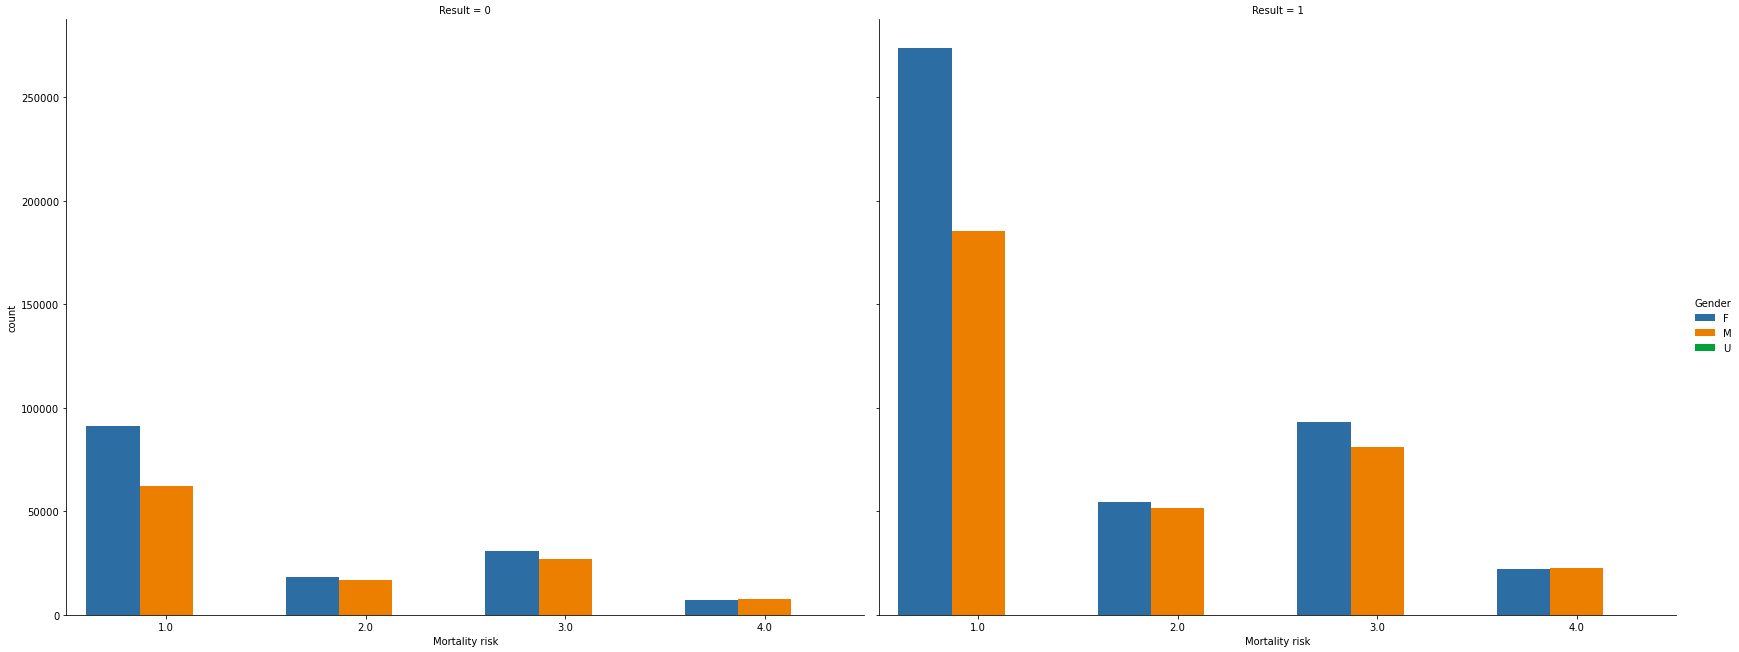 Result = 0
Result = 1
250000
200000
150000
100000
50000
0
count
1.0 2.0 3.0 4.0
Mortality risk
1.0 2.0 3.0 4.0
Mortality risk
Gender
F
M
U